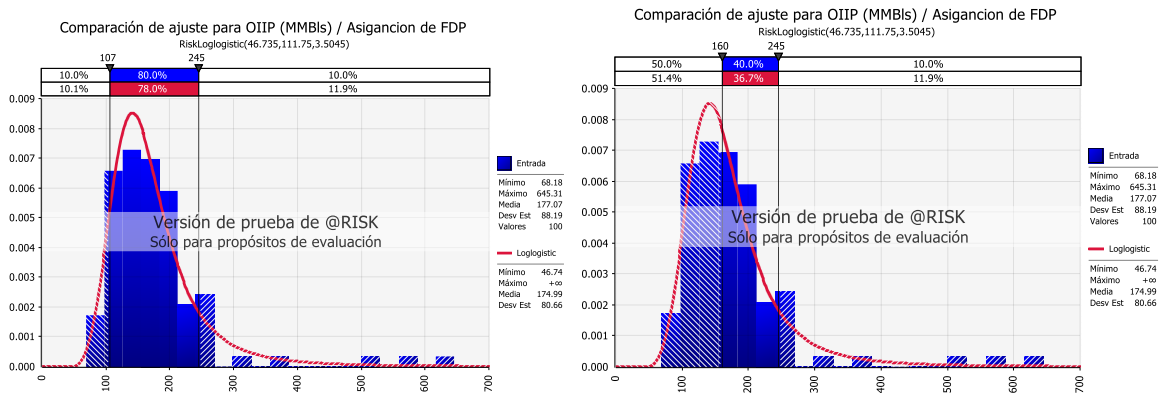 Comparación de ajuste para OIIP (MMBls) / Asigancion de FDP
RiskLoglogistic(46.735,111.75,3.5045)
107 245
10.0% 80.0% 10.0%
10.1% 78.0% 11.9%
0.009
0.008
0.007
0.006
0.005
0.004
0.003
0.002
0.001
0.000
0 100 200 300 400 500 600 700
Versión de prueba de @RISK
Sólo para propósitos de evaluación
Entrada
Mínimo 68.18
Máximo 645.31
Media 177.07
Desv Est 88.19
Valores 100
Loglogistic
Mínimo 46.74
Máximo +∞
Media 174.99
Desv Est 80.66
Comparación de ajuste para OIIP (MMBls) / Asigancion de FDP
RiskLoglogistic(46.735,111.75,3.5045)
160 245
50.0% 40.0% 10.0%
51.4% 36.7% 11.9%
0.009
0.008
0.007
0.006
0.005
0.004
0.003
0.002
0.001
0.000
0 100 200 300 400 500 600 700
Versión de prueba de @RISK
Sólo para propósitos de evaluación
Entrada
Mínimo 68.18
Máximo 645.31
Media 177.07
Desv Est 88.19
Valores 100
Loglogistic
Mínimo 46.74
Máximo +∞
Media 174.99
Desv Est 80.66